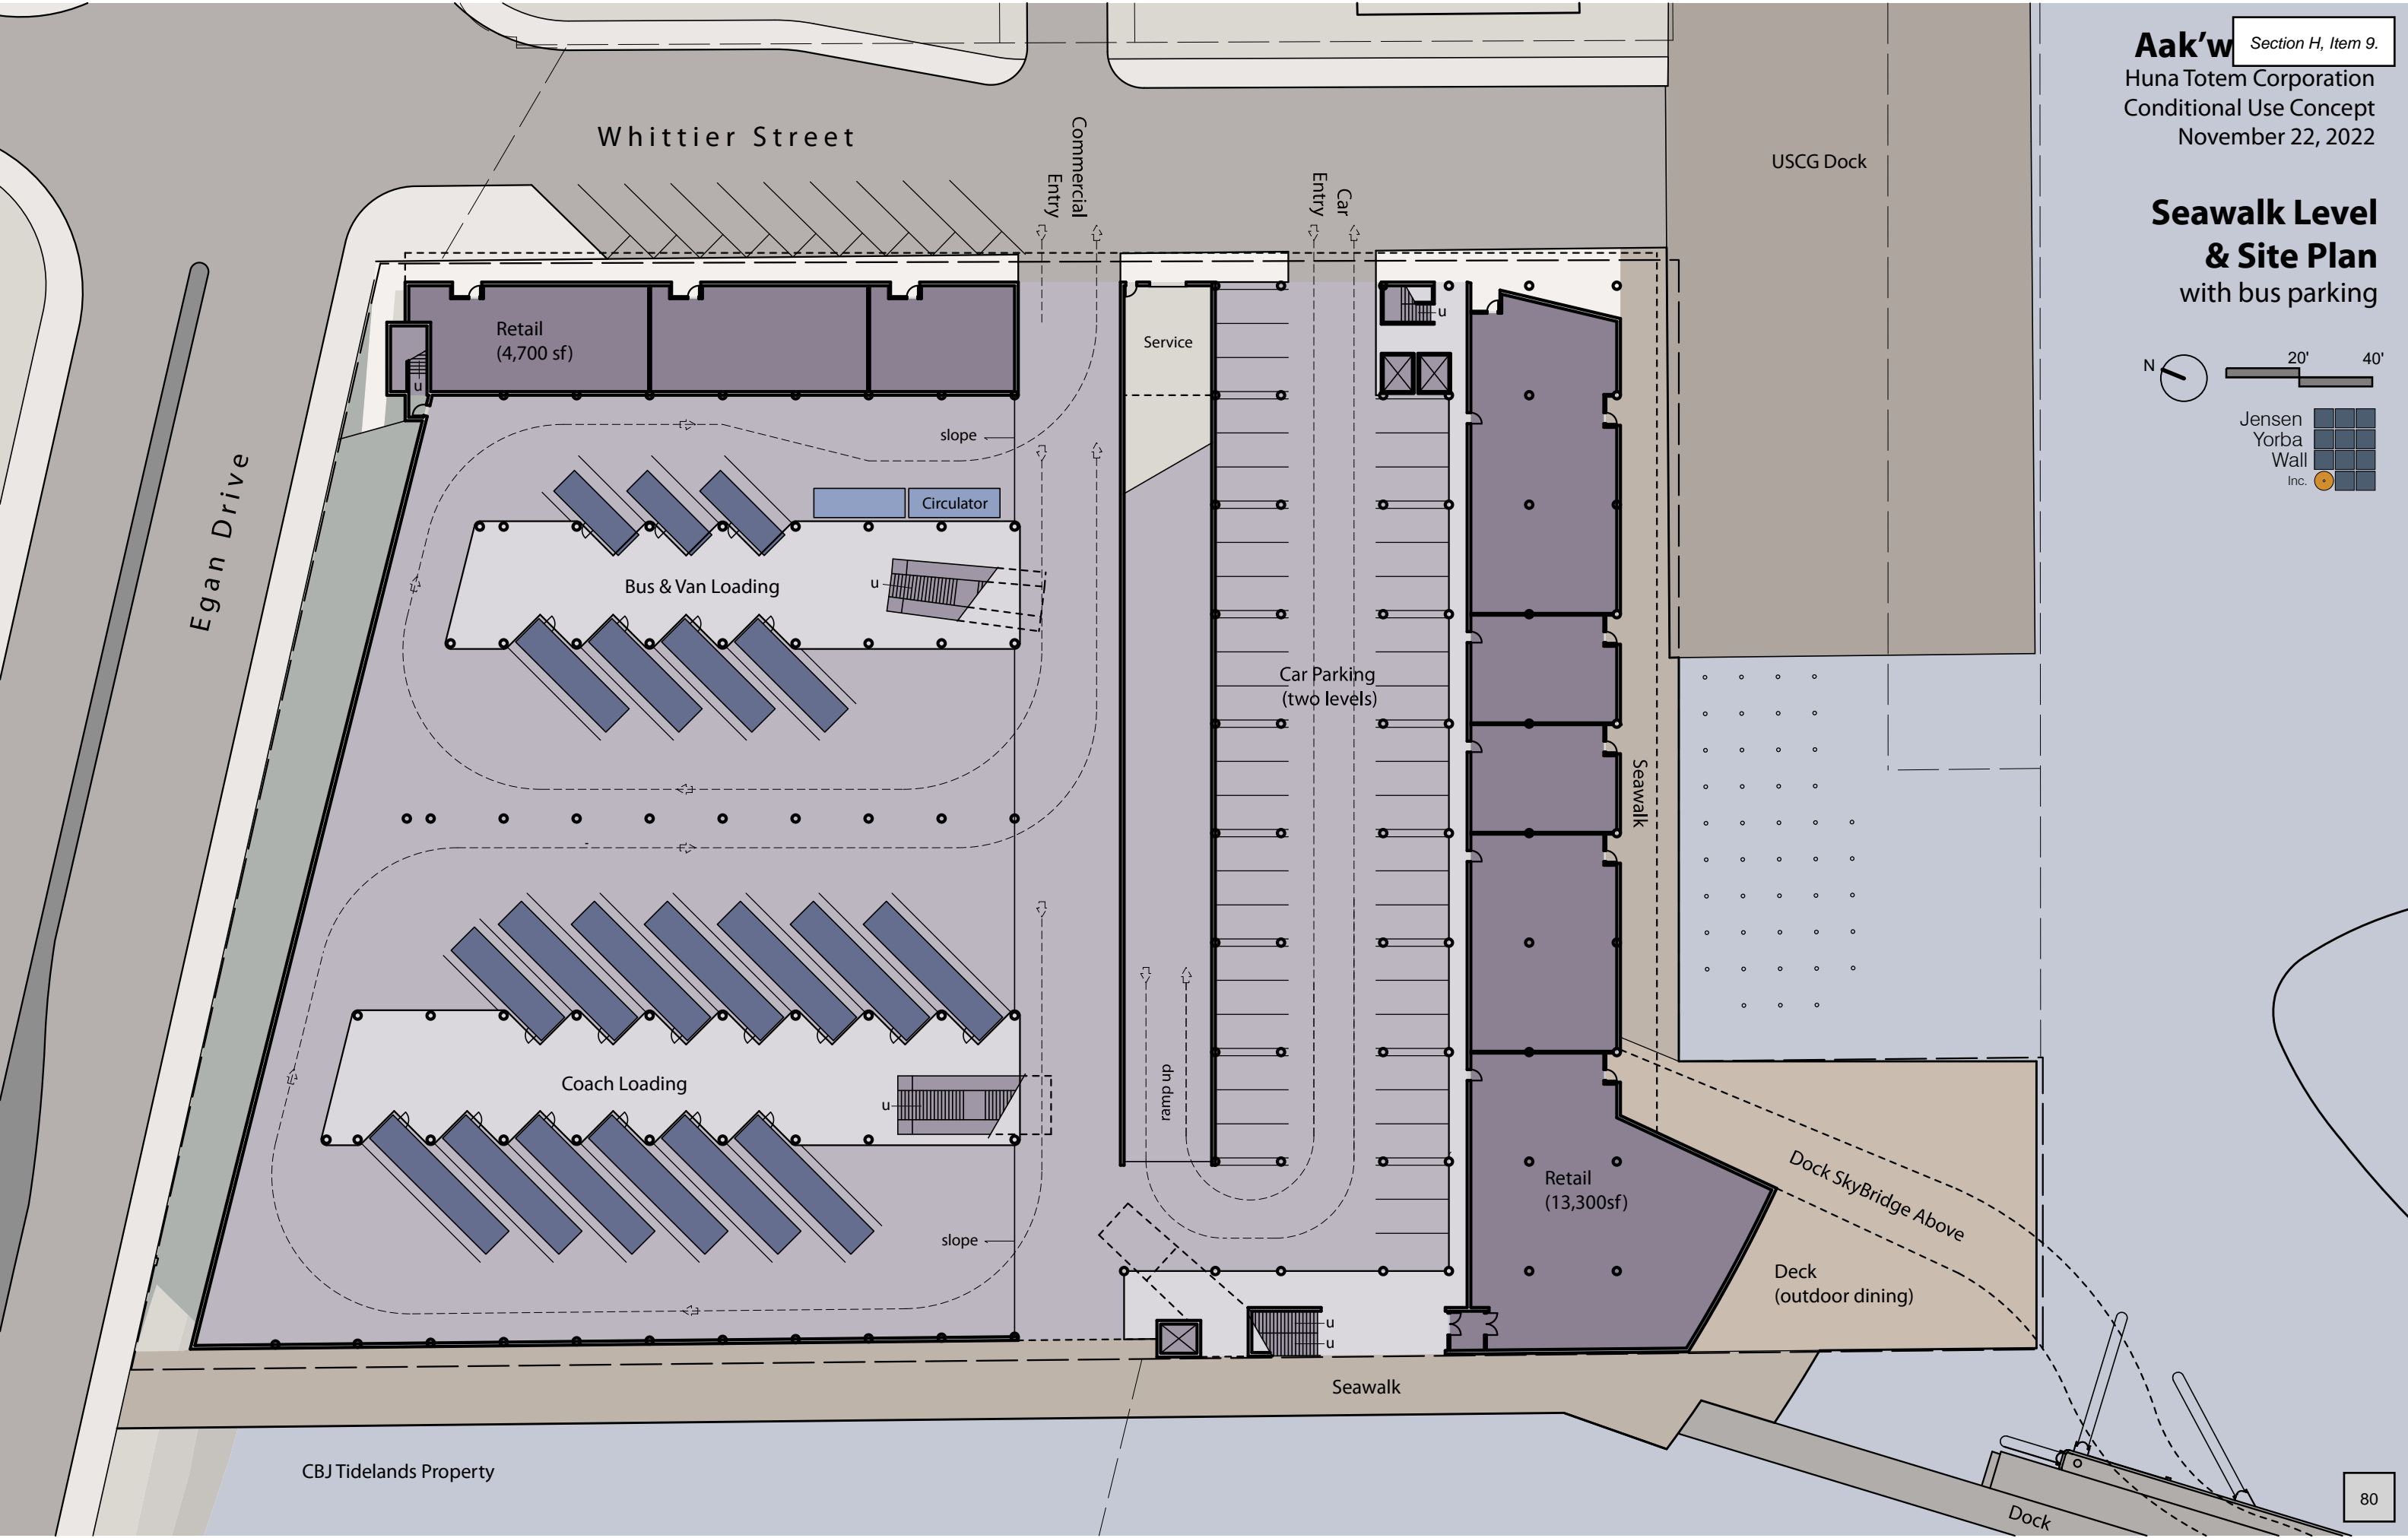 Aak'w
Section H, Item 9.
Huna Totem Corporation
Conditional Use Concept
November 22, 2022
Seawalk Level
& Site Plan
with bus parking
N
20'
40'
Jensen
Yorba
Wall
Inc.
Whittier Street
Commercial
Entry
Car
Entry
USCG Dock
Egan Drive
Retail
(4,700 sf)
u
Service
u
slope
Circulator
Bus & Van Loading
u
Car Parking
(two levels)
Seawalk
Coach Loading
u
ramp up
slope
Retail
(13,300sf)
Dock SkyBridge Above
Deck
(outdoor dining)
u
u
Seawalk
CBJ Tidelands Property
Dock
80